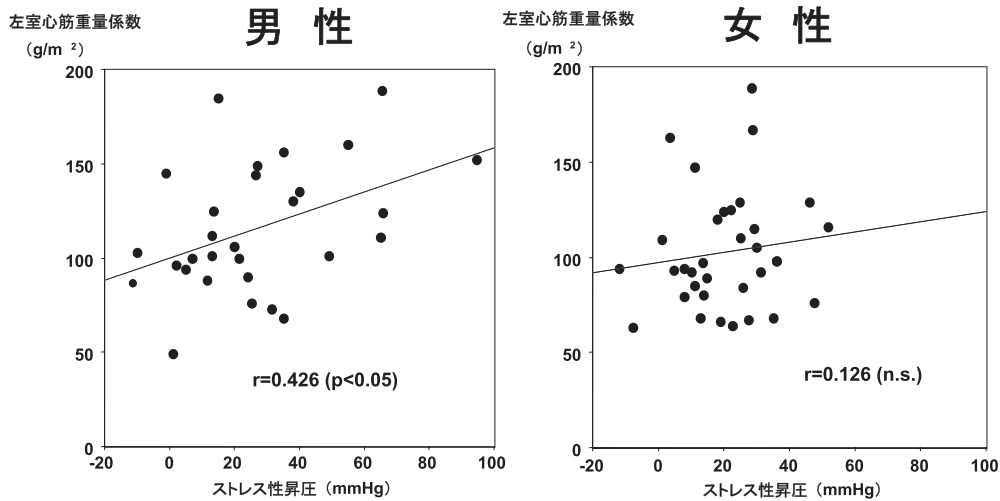 左室心筋重量係数
（g/m ²）
男 性
200
150
100
50
0
r=0.426 (p<0.05)
-20 0 20 40 60 80 100
ストレス性昇圧（mmHg）
左室心筋重量係数
（g/m ²）
女 性
200
150
100
50
0
r=0.126 (n.s.)
-20 0 20 40 60 80 100
ストレス性昇圧（mmHg）